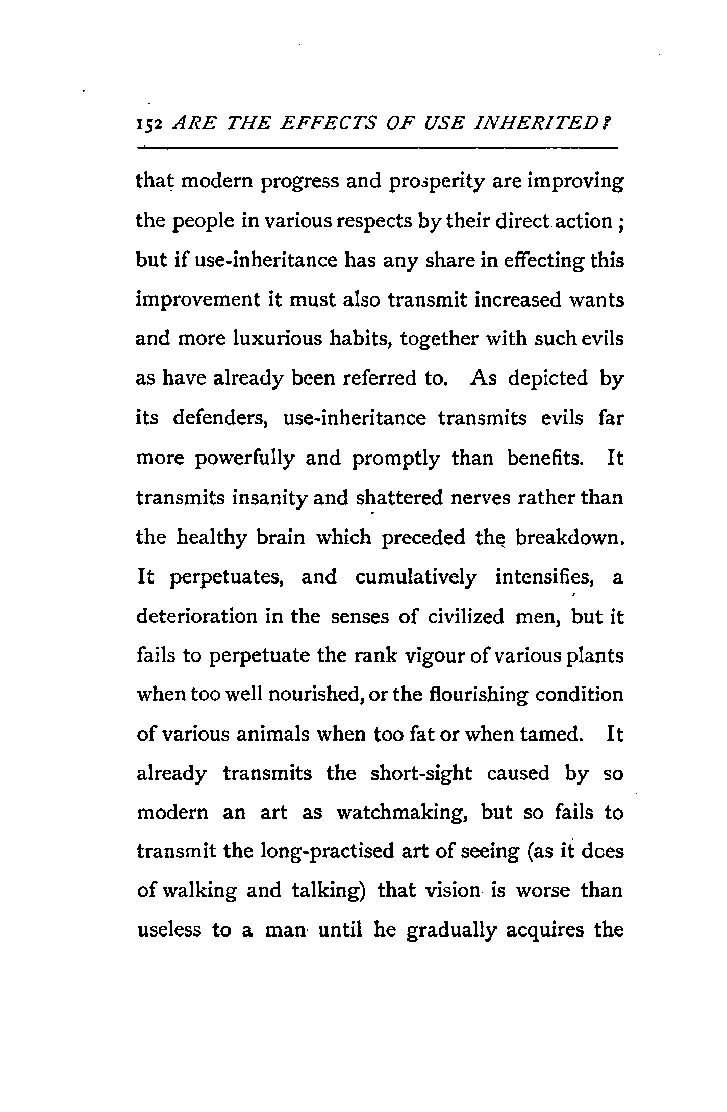 152 ARE THE EFFECTS OF USE INHERITED?
that modern progress and prosperity are improving
the people in various respects by their direct action ;
but if use-inheritance has any share in effecting this
improvement it must also transmit increased wants
and more luxurious habits, together with such evils
as have already been referred to. As depicted by
its defenders, use-inheritance transmits evils far
more powerfully and promptly than benefits. It
transmits insanity and shattered nerves rather than
the healthy brain which preceded the breakdown.
It perpetuates, and cumulatively intensifies, a
deterioration in the senses of civilized men, but it
fails to perpetuate the rank vigour of various plants
when too well nourished, or the flourishing condition
of various animals when too fat or when tamed. It
already transmits the short-sight caused by so
modern an art as watchmaking, but so fails to
transmit the long-practised art of seeing (as it does
of walking and talking) that vision is worse than
useless to a man until he gradually acquires the